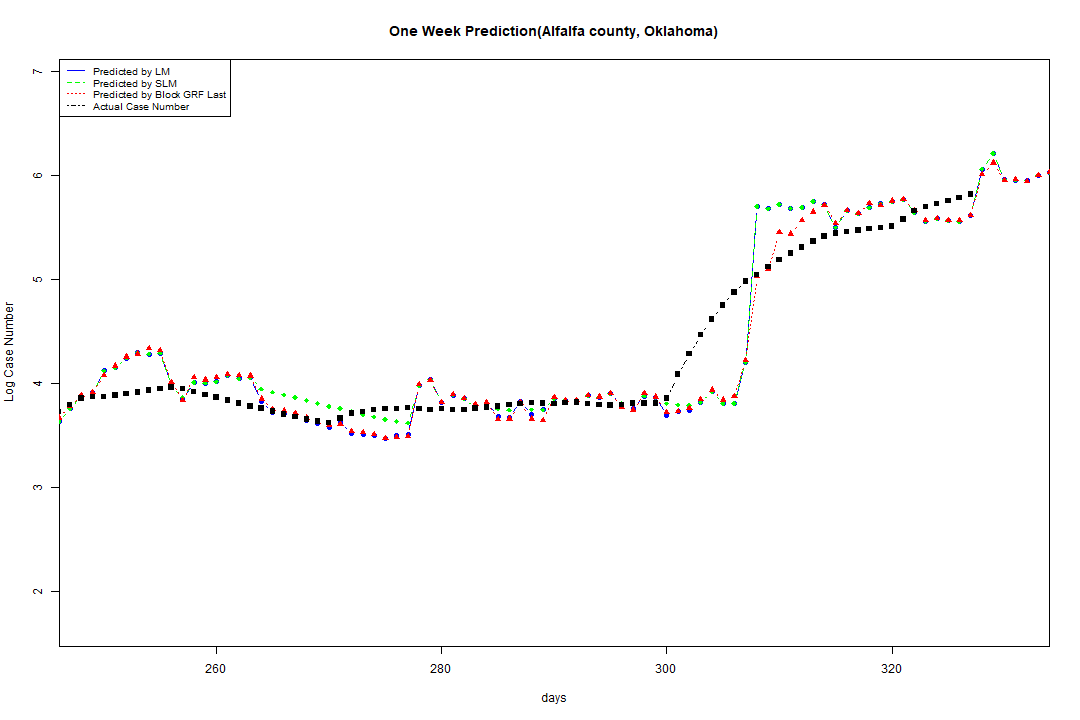 One Week Prediction(Alfalfa county, Oklahoma)
Predicted by LM
Predicted by SLM
Predicted by Block GRF Last
Actual Case Number
7
6
5
4
3
2
Log Case Number
260 280 300 320
days